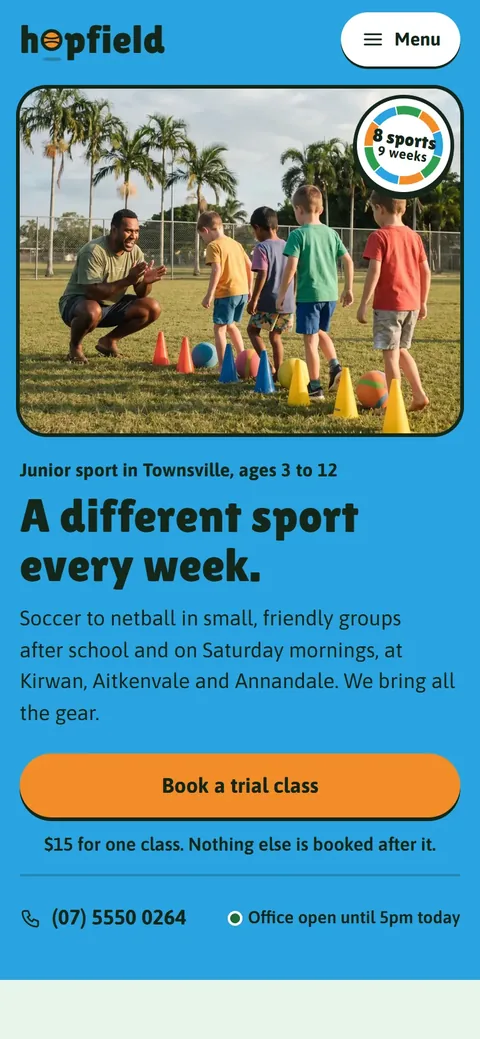 hopfield
Menu
8 sports
9 weeks
Junior sport in Townsville, ages 3 to 12
A different sport
every week.
Soccer to netball in small, friendly groups
after school and on Saturday mornings, at
Kirwan, Aitkenvale and Annandale. We bring all
the gear.
Book a trial class
$15 for one class. Nothing else is booked after it.
(07) 5550 0264
Office open until 5pm today